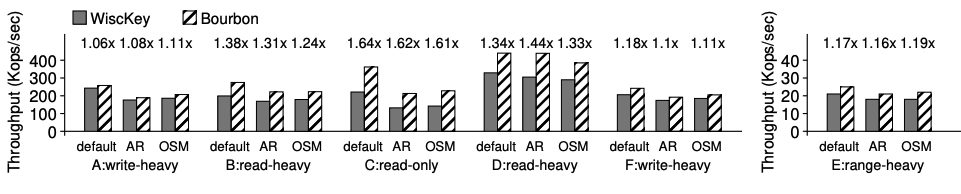 WiscKey Bourbon
1.06x 1.08x 1.11x 1.38x 1.31x 1.24x 1.64x 1.62x 1.61x 1.34x 1.44x 1.33x 1.18x 1.1x 1.11x
Throughput (Kops/sec)
400
300
200
100
0
default AR OSM default AR OSM default AR OSM default AR OSM default AR OSM
A:write-heavy B:read-heavy C:read-only D:read-heavy F:write-heavy
1.17x 1.16x 1.19x
Throughput (Kops/sec)
40
30
20
10
0
default AR OSM
E:range-heavy